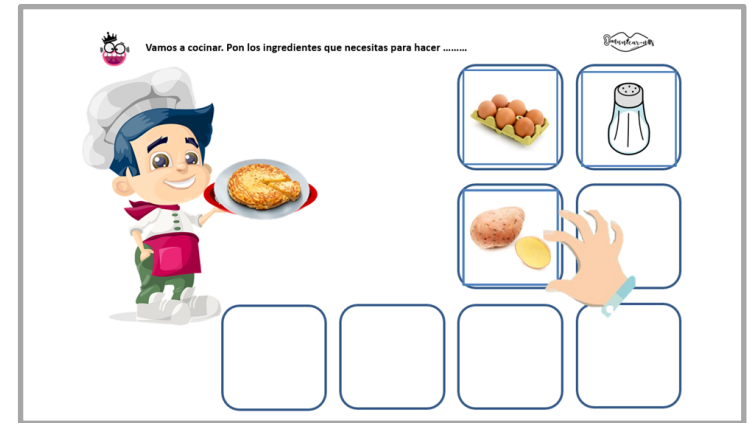 Vamos a cocinar. Pon los ingredientes que necesitas para hacer .........